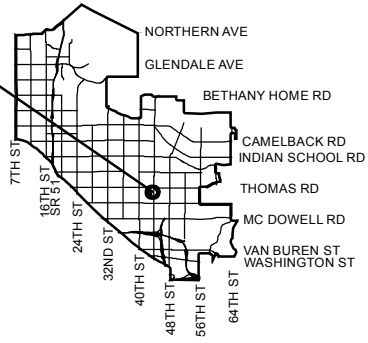 NORTHERN AVE
GLENDALE AVE
BETHANY HOME RD
CAMELBACK RD
INDIAN SCHOOL RD
THOMAS RD
MC DOWELL RD
VAN BUREN ST
WASHINGTON ST
7TH ST
16TH ST
SR 51
24TH ST
32ND ST
40TH ST
48TH ST
56TH ST
64TH ST